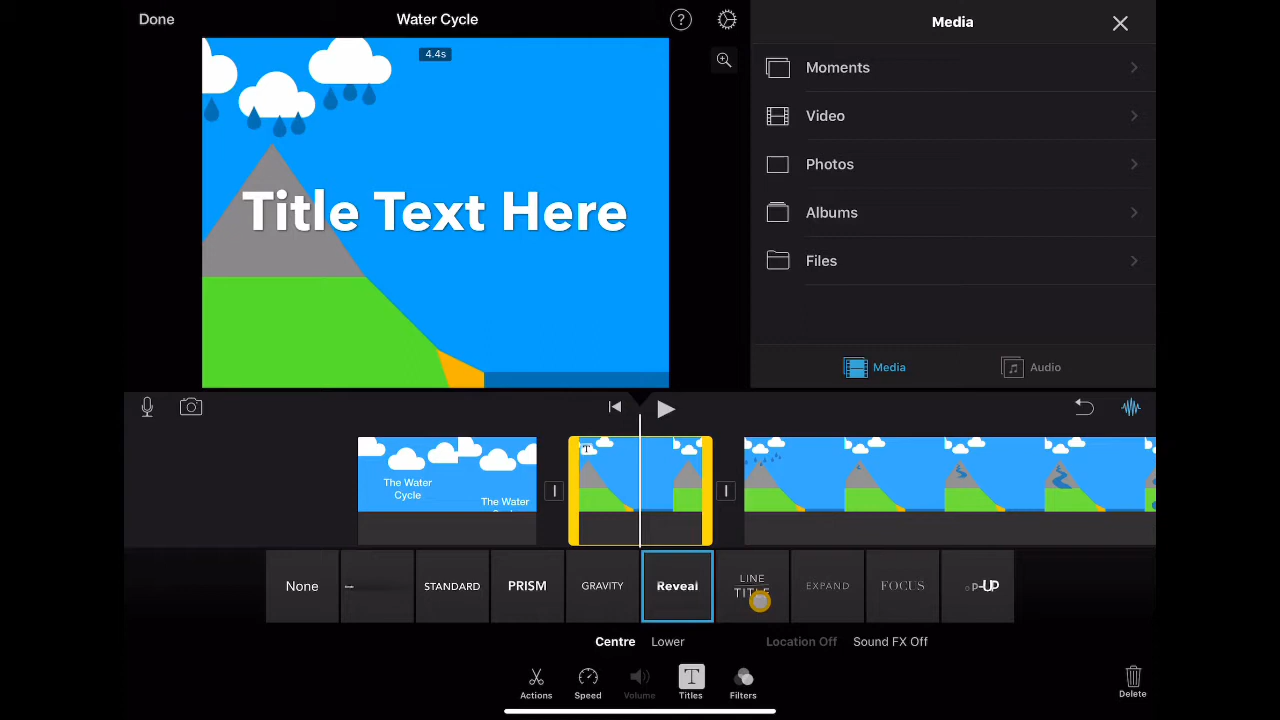 Done
Water Cycle
?
Media
4.4s
Moments
Video
Title Text Here
Photos
Albums
Files
Media
Audio
T
The Water
Cycle
The Water
None
STANDARD
PRISM
GRAVITY
Reveal
LINE
TITLE
EXPAND
FOCUS
P-UP
Centre
Lower
Location Off
Sound FX Off
T
Actions
Speed
Volume
Titles
Filters
Delete